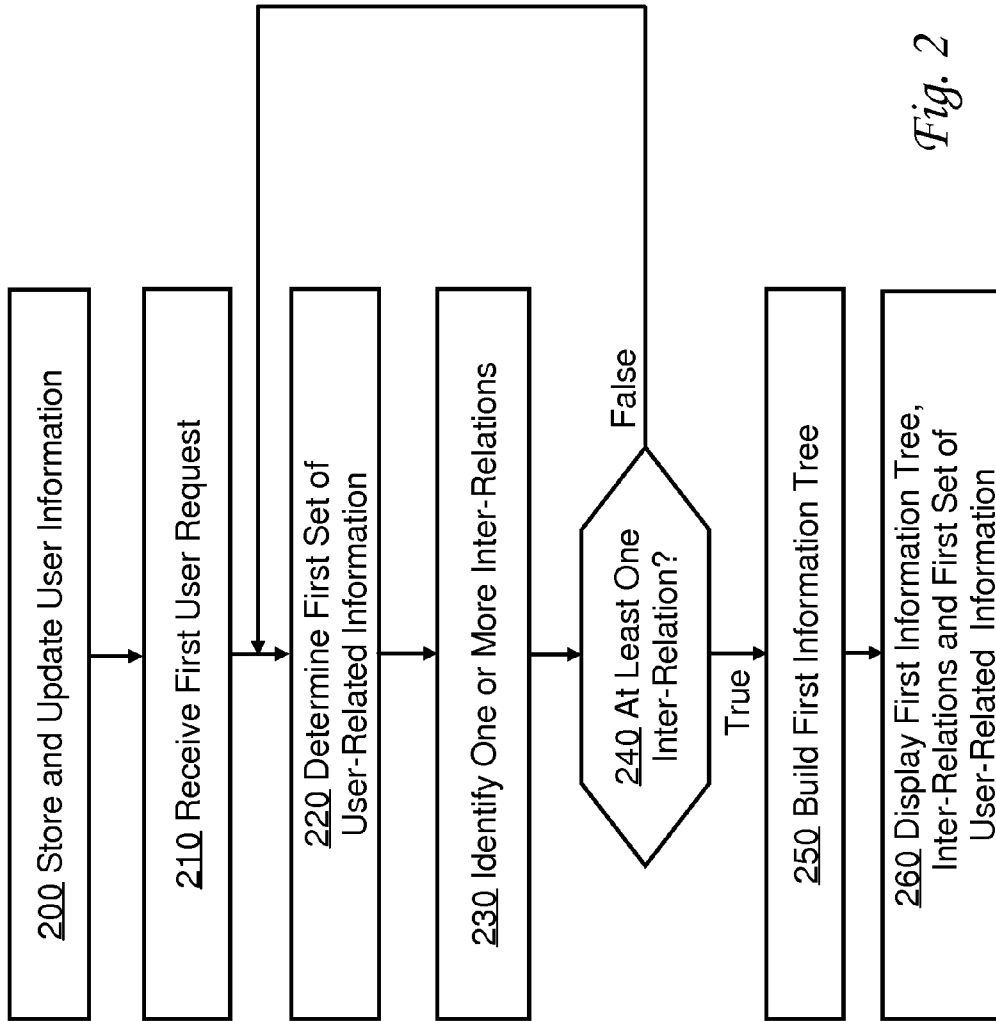 200 Store and Update User Information
210 Receive First User Request
220 Determine First Set of
User-Related Information
230 Identify One or More Inter-Relations
240 At Least One
Inter-Relation?
False
True
250 Build First Information Tree
260 Display First Information Tree,
Inter-Relations and First Set of
User-Related Information
Fig. 2